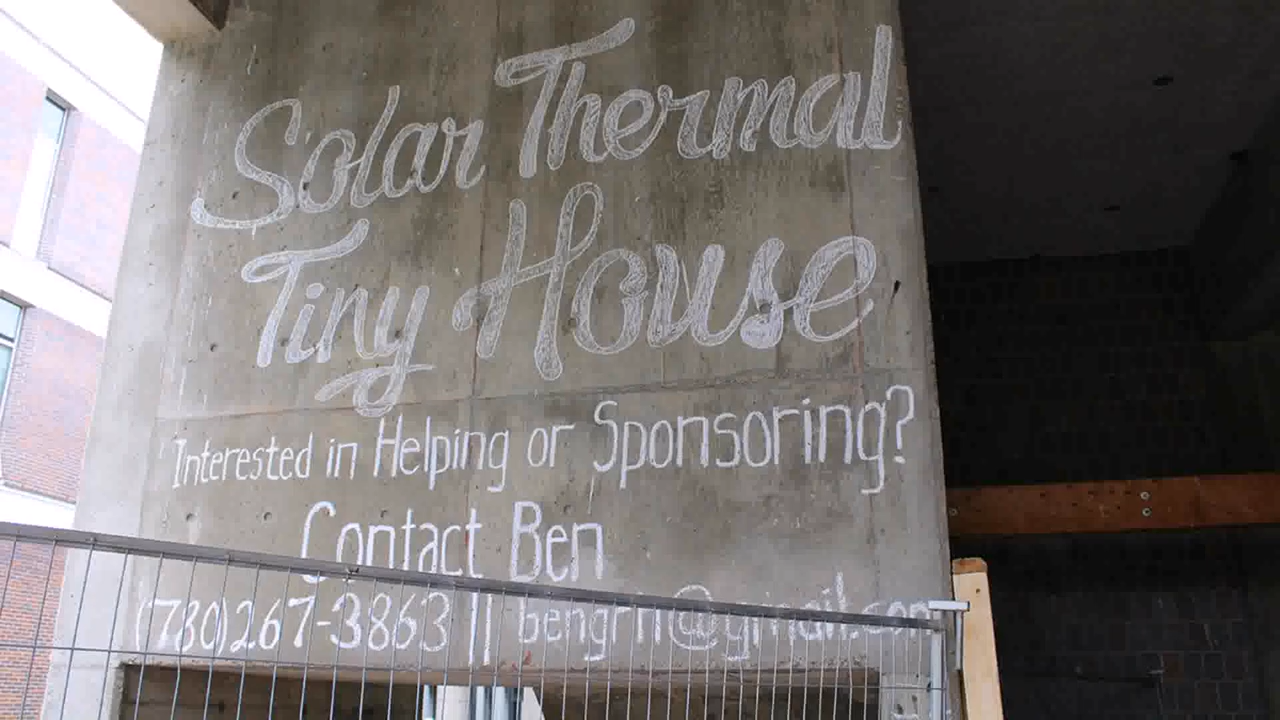 Solar Thermal
Tiny House
Interested in Helping or Sponsoring?
Contact Ben
(780)267-3863 ||